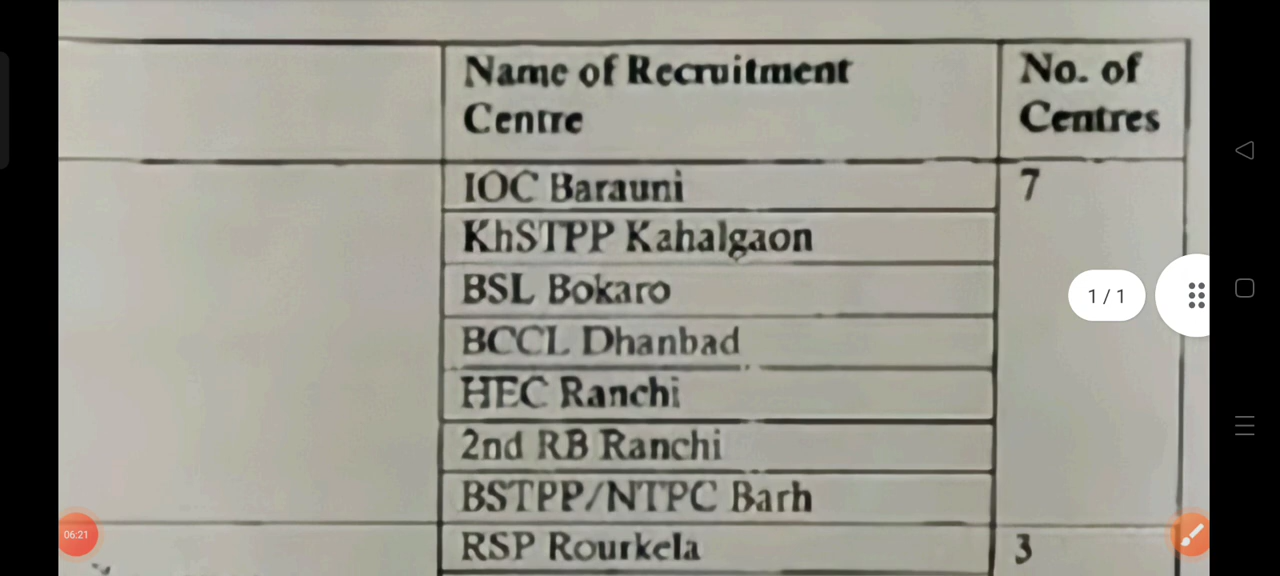 Name of Recruitment
Centre
No. of
Centres
IOC Barauni
7
KhSTPP Kahalgaon
BSL Bokaro
1 / 1
BCCL Dhanbad
HEC Ranchi
2nd RB Ranchi
BSTPP/NTPC Barh
06:21
RSP Rourkela
3